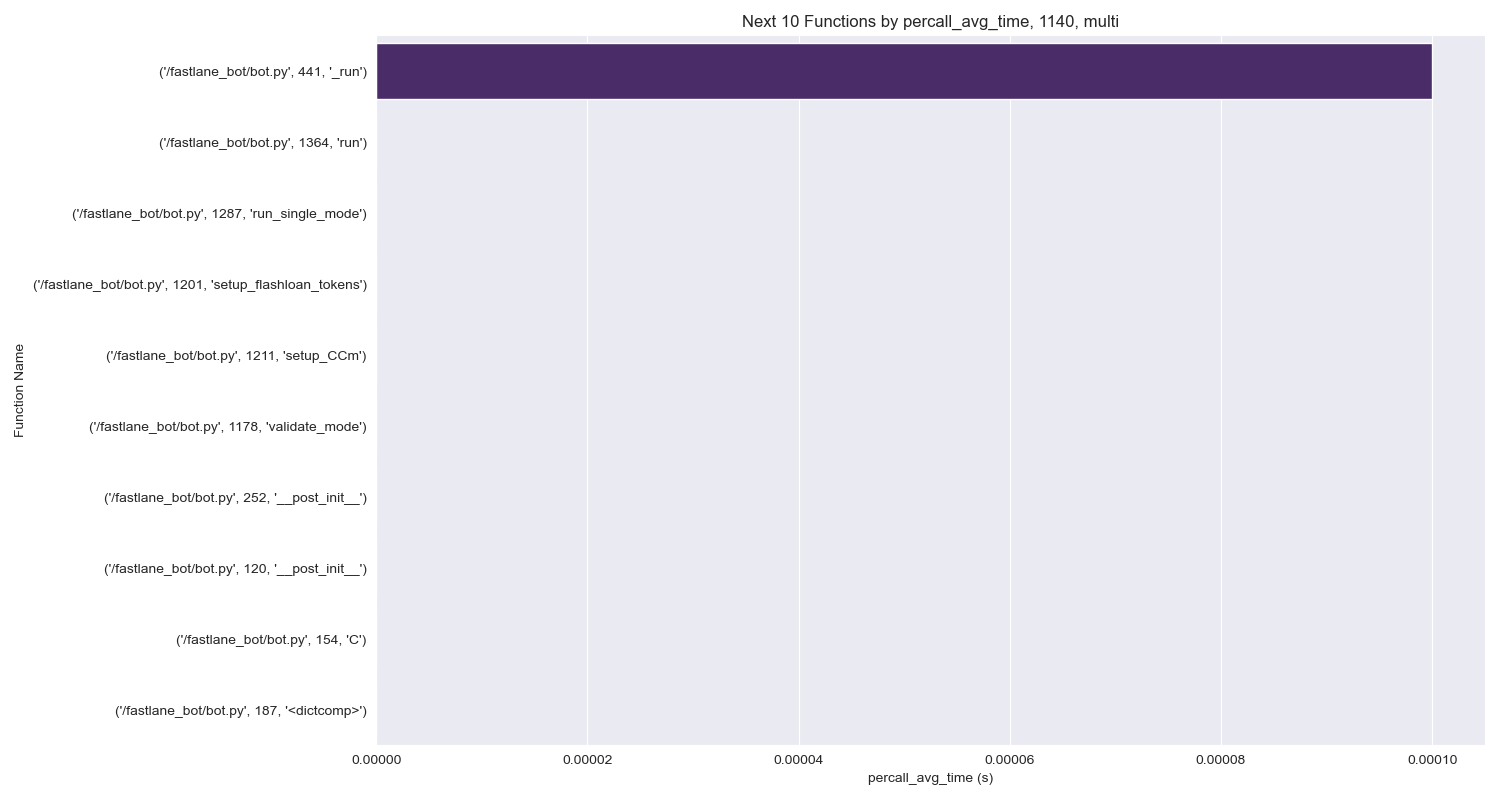 Next 10 Functions by percall_avg_time, 1140, multi
('/fastlane_bot/bot.py', 441, '_run')
('/fastlane_bot/bot.py', 1364, 'run')
('/fastlane_bot/bot.py', 1287, 'run_single_mode')
('/fastlane_bot/bot.py', 1201, 'setup_flashloan_tokens')
('/fastlane_bot/bot.py', 1211, 'setup_CCm')
('/fastlane_bot/bot.py', 1178, 'validate_mode')
('/fastlane_bot/bot.py', 252, '__post_init__')
('/fastlane_bot/bot.py', 120, '__post_init__')
('/fastlane_bot/bot.py', 154, 'C')
('/fastlane_bot/bot.py', 187, '<dictcomp>')
Function Name
0.00000 0.00002 0.00004 0.00006 0.00008 0.00010
percall_avg_time (s)